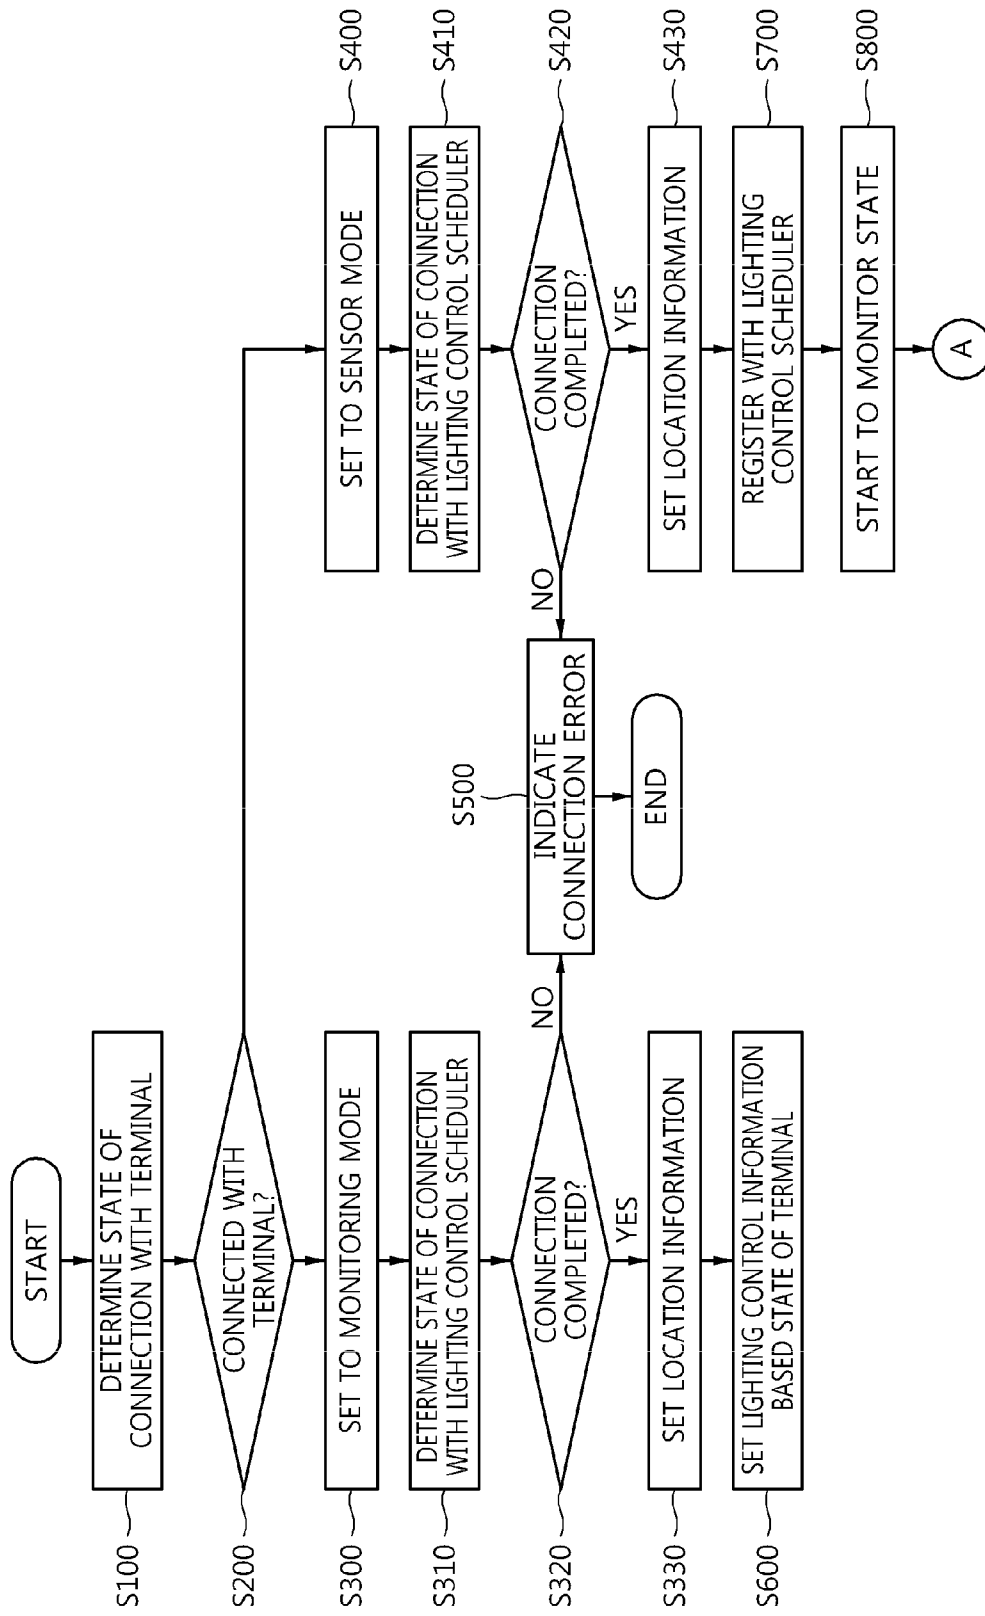 START
DETERMINE STATE OF
CONNECTION WITH TERMINAL
S100
CONNECTED WITH
TERMINAL?
S200
SET TO MONITORING MODE
S300
DETERMINE STATE OF CONNECTION
WITH LIGHTING CONTROL SCHEDULER
S310
CONNECTION
COMPLETED?
S320
NO
YES
SET LOCATION INFORMATION
S330
SET LIGHTING CONTROL INFORMATION
BASED STATE OF TERMINAL
S600
S500
INDICATE
CONNECTION ERROR
END
SET TO SENSOR MODE
S400
DETERMINE STATE OF CONNECTION
WITH LIGHTING CONTROL SCHEDULER
S410
CONNECTION
COMPLETED?
S420
NO
YES
SET LOCATION INFORMATION
S430
REGISTER WITH LIGHTING
CONTROL SCHEDULER
S700
START TO MONITOR STATE
S800
A